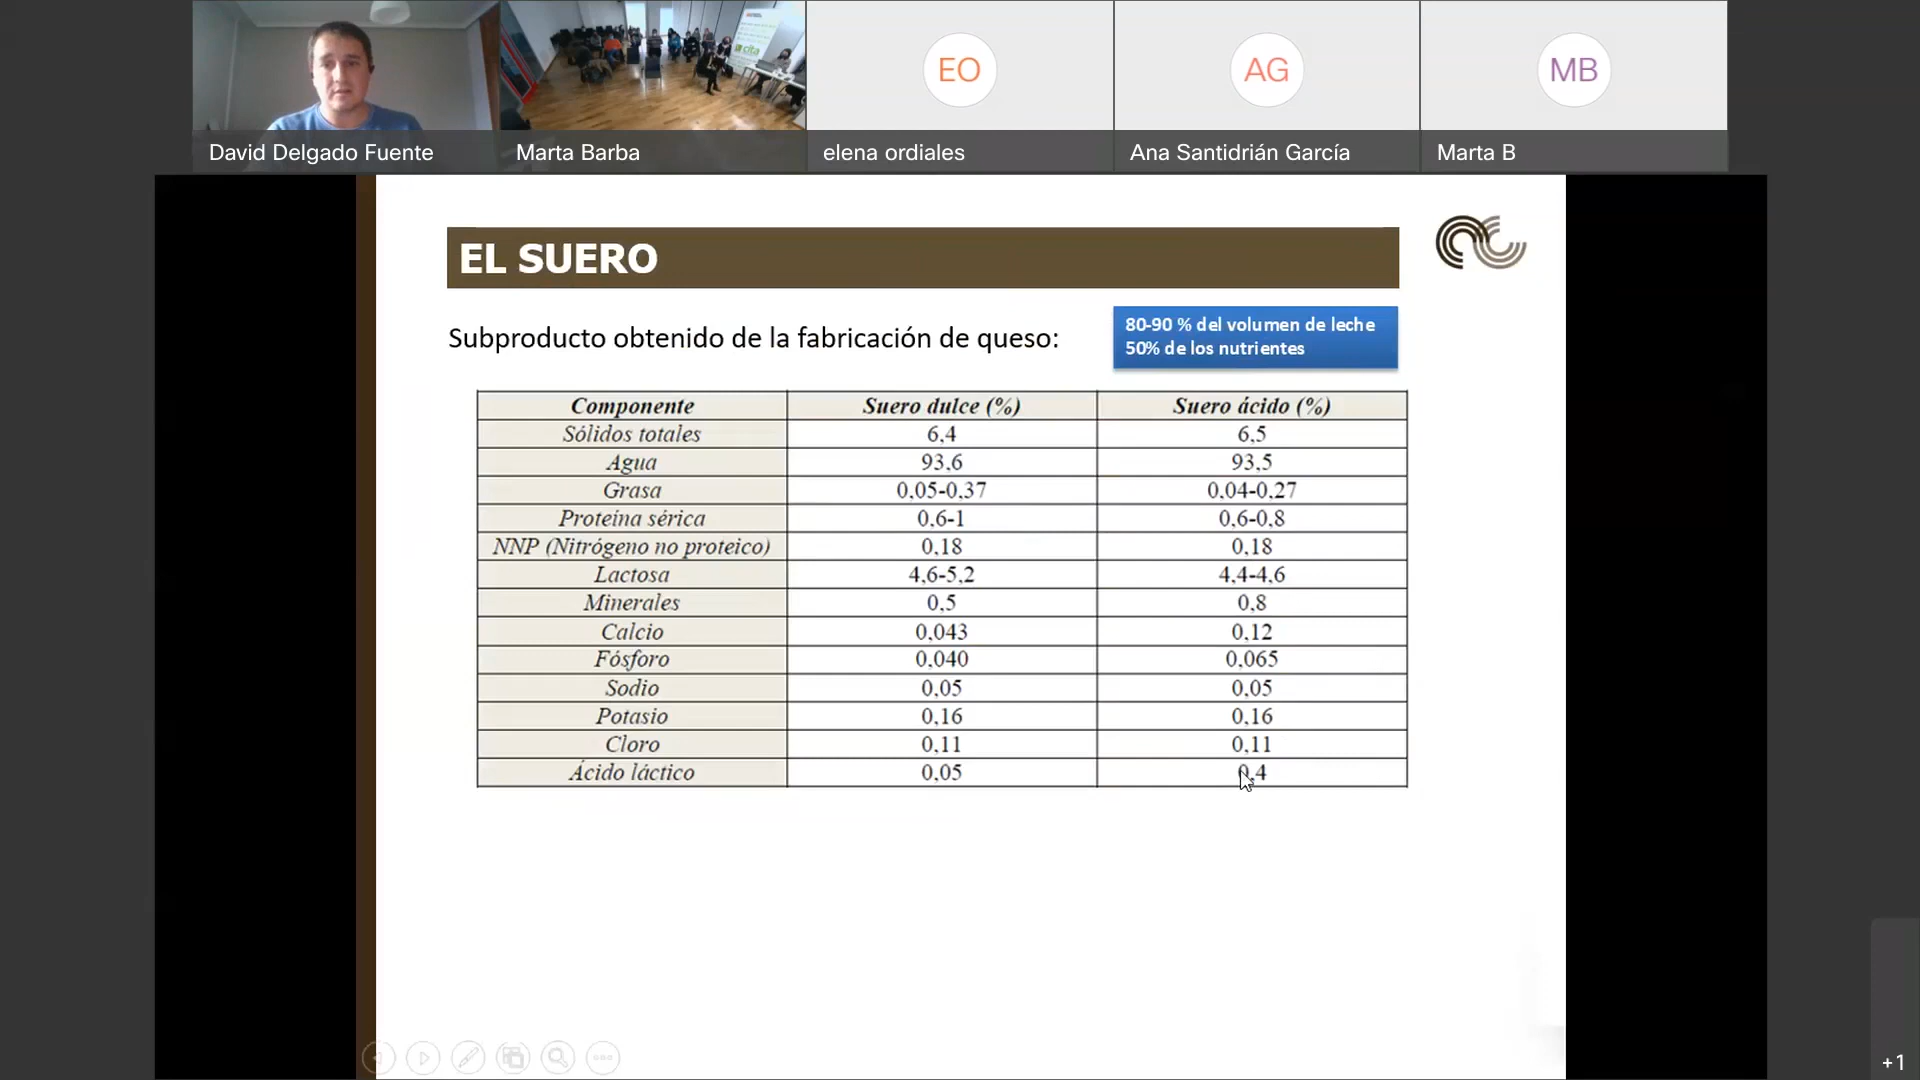 EO
AG
MB
David Delgado Fuente
Marta Barba
elena ordiales
Ana Santidrián García
Marta B
EL SUERO
Subproducto obtenido de la fabricación de queso:
80-90 % del volumen de leche
50% de los nutrientes
Componente Suero dulce (%) Suero ácido (%)
Sólidos totales 6,4 6,5
Agua 93,6 93,5
Grasa 0,05-0,37 0,04-0,27
Proteína sérica 0,6-1 0,6-0,8
NNP (Nitrógeno no proteico) 0,18 0,18
Lactosa 4,6-5,2 4,4-4,6
Minerales 0,5 0,8
Calcio 0,043 0,12
Fósforo 0,040 0,065
Sodio 0,05 0,05
Potasio 0,16 0,16
Cloro 0,11 0,11
Ácido láctico 0,05 0,4
+1
cita